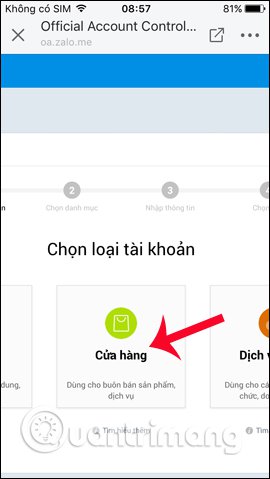 Không có SIM 08:57 81%
Official Account Control...
oa.zalo.me
2 3
Chọn danh mục Nhập thông tin Chọn
Chọn loại tài khoản
Cửa hàng Dịch v
dung, Dùng cho buôn bán sản phẩm, Dùng cho cá
dịch vụ chức, do
Tìm hiểu thêm Tìm
Quantrimang